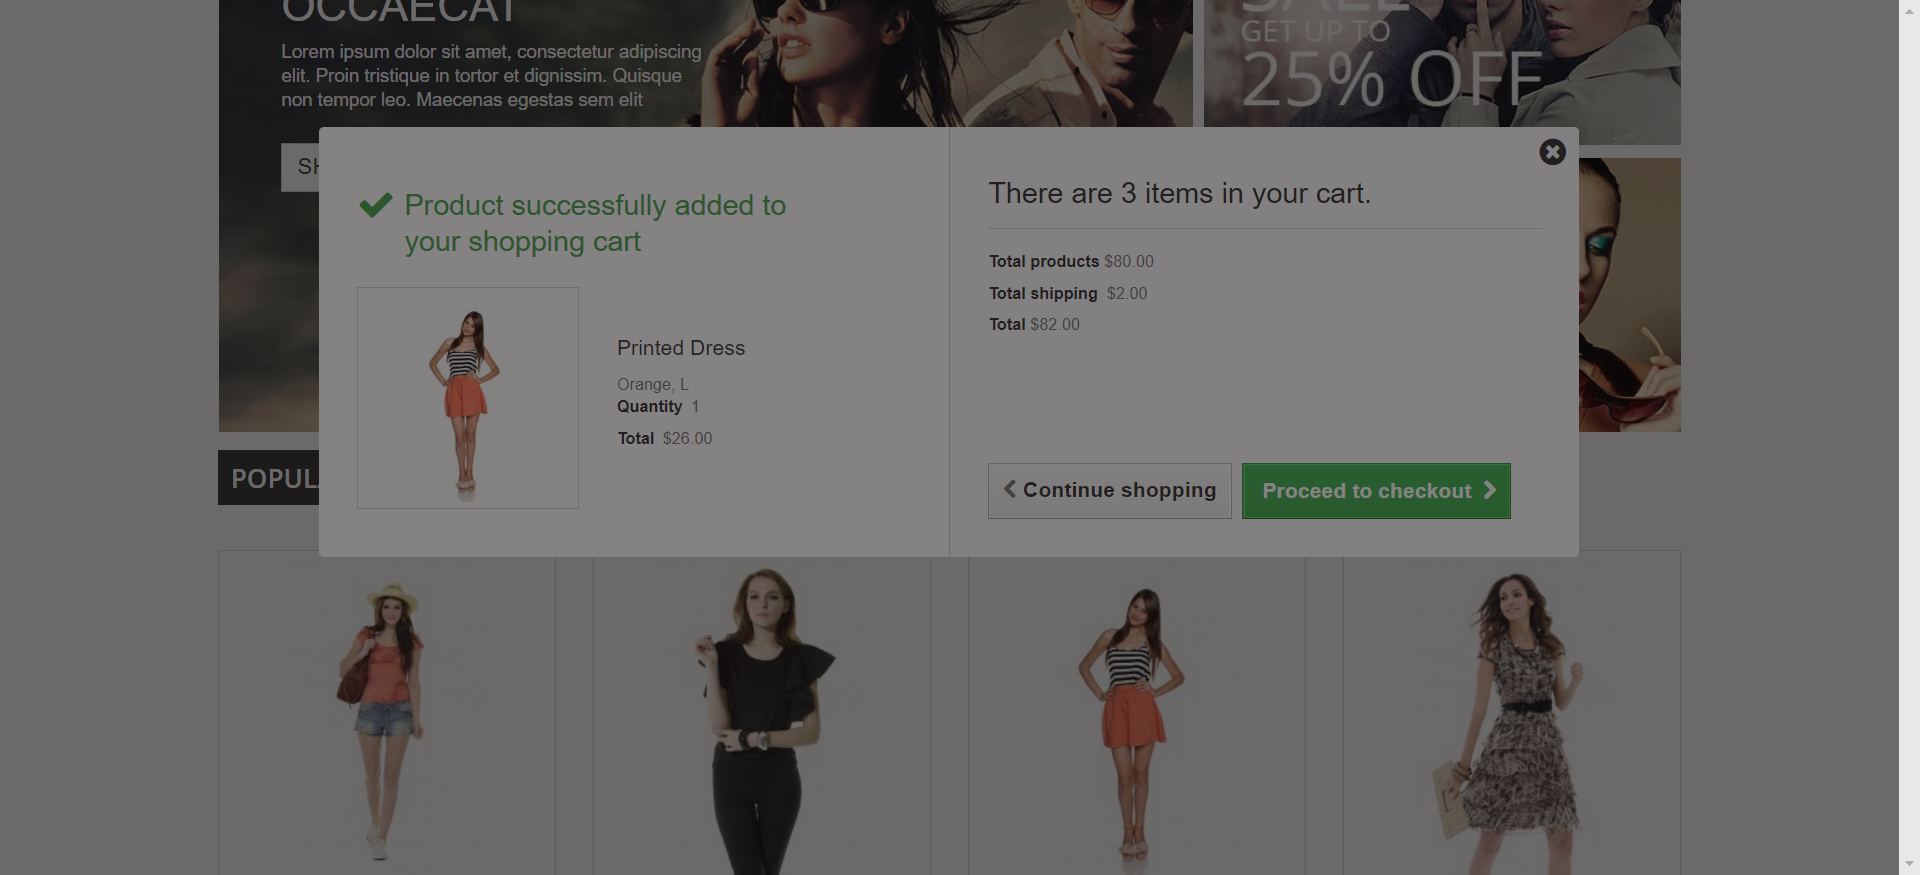 OCCAECAT
Lorem ipsum dolor sit amet, consectetur adipiscing
elit. Proin tristique in tortor et dignissim. Quisque
non tempor leo. Maecenas egestas sem elit
SH
SALE
GET UP TO
25% OFF
Product successfully added to
your shopping cart
Printed Dress
Orange, L
Quantity 1
Total $26.00
There are 3 items in your cart.
Total products $80.00
Total shipping $2.00
Total $82.00
Continue shopping
Proceed to checkout
POPUL